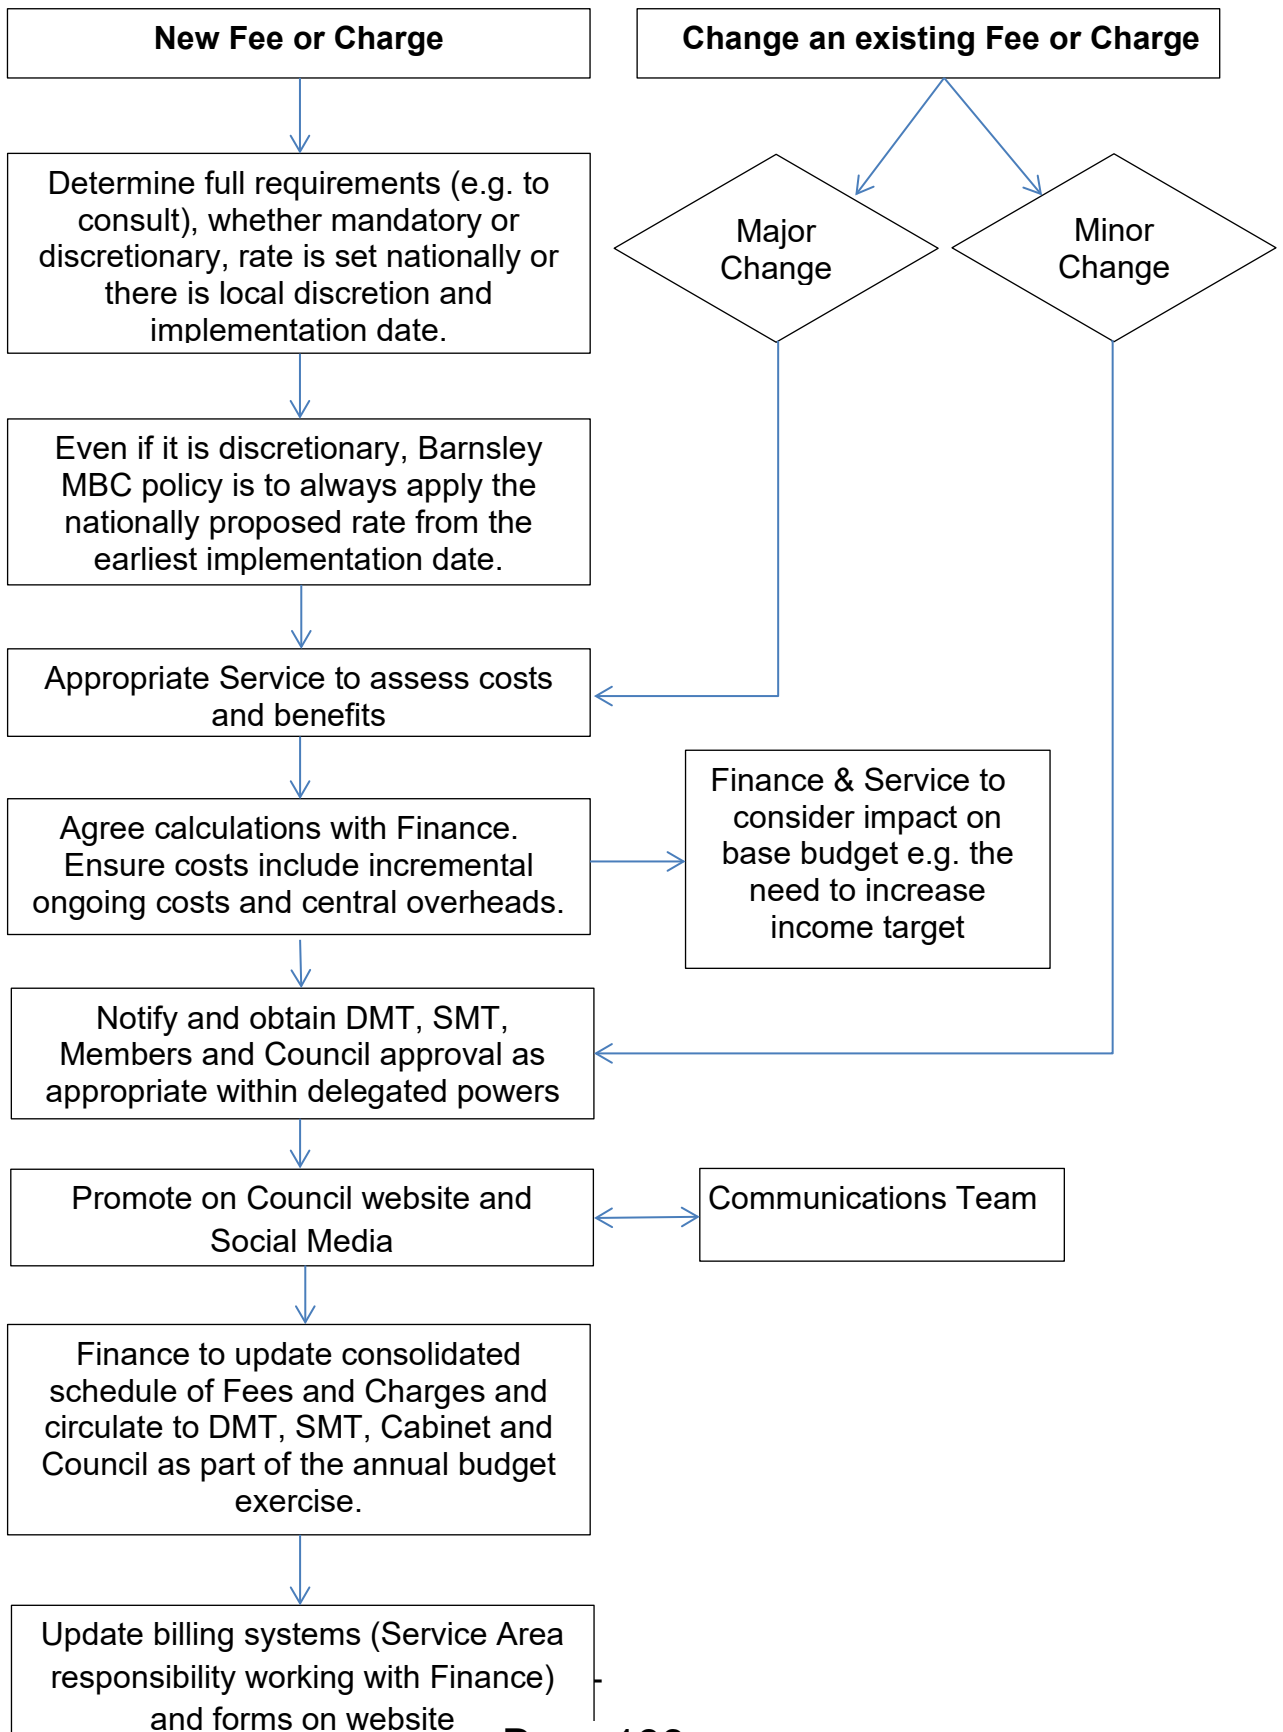 New Fee or Charge
Change an existing Fee or Charge
Determine full requirements (e.g. to
consult), whether mandatory or
discretionary, rate is set nationally or
there is local discretion and
implementation date.
Major
Change
Minor
Change
Even if it is discretionary, Barnsley
MBC policy is to always apply the
nationally proposed rate from the
earliest implementation date.
Appropriate Service to assess costs
and benefits
Agree calculations with Finance.
Ensure costs include incremental
ongoing costs and central overheads.
Finance & Service to
consider impact on
base budget e.g. the
need to increase
income target
Notify and obtain DMT, SMT,
Members and Council approval as
appropriate within delegated powers
Promote on Council website and
Social Media
Communications Team
Finance to update consolidated
schedule of Fees and Charges and
circulate to DMT, SMT, Cabinet and
Council as part of the annual budget
exercise.
Update billing systems (Service Area
responsibility working with Finance)
and forms on website